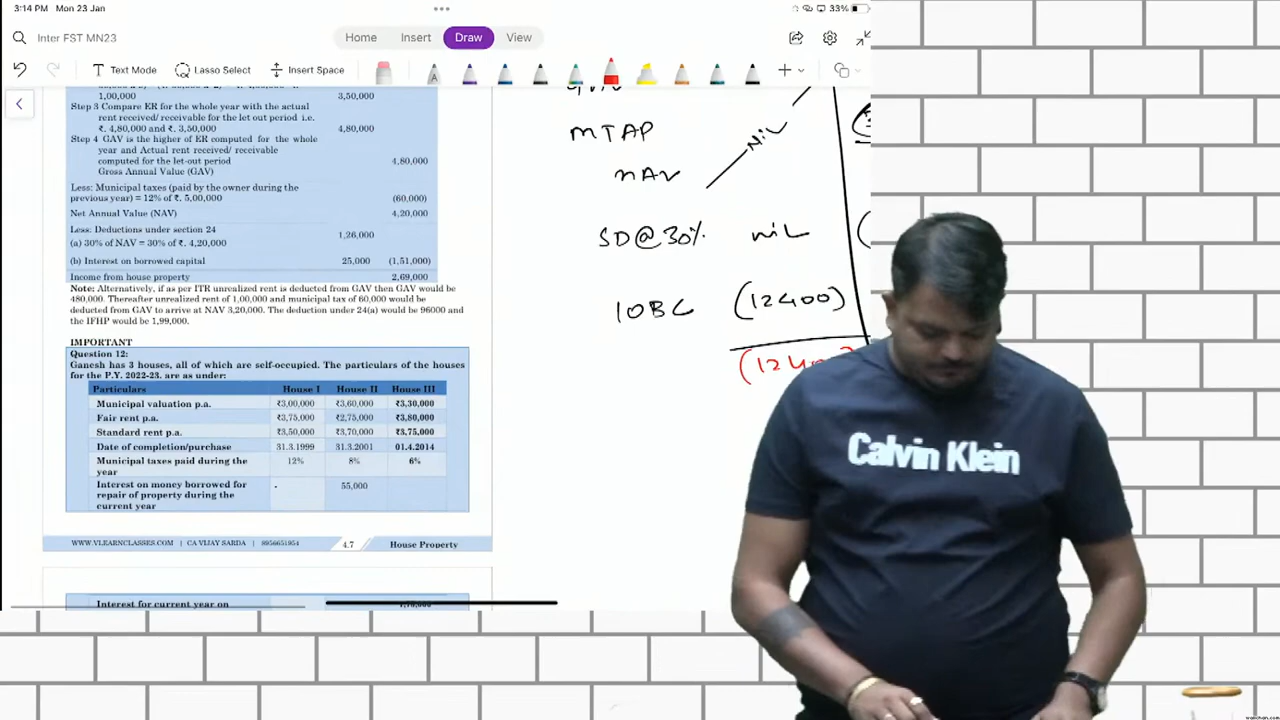 3:14 PM Mon 23 Jan
33%
Inter FST MN23
Home Insert Draw View
Text Mode Lasso Select Insert Space
1,00,000 3,50,000
Step 3 Compare ER for the whole year with the actual
rent received/ receivable for the let out period i.e.
₹. 4,80,000 and ₹. 3,50,000 4,80,000
Step 4 GAV is the higher of ER computed for the whole
year and Actual rent received/ receivable
computed for the let-out period 4,80,000
Gross Annual Value (GAV)
Less: Municipal taxes (paid by the owner during the
previous year) = 12% of ₹. 5,00,000 (60,000)
Net Annual Value (NAV) 4,20,000
Less: Deductions under section 24
(a) 30% of NAV = 30% of ₹. 4,20,000 1,26,000
(b) Interest on borrowed capital 25,000 (1,51,000)
Income from house property 2,69,000
Note: Alternatively, if as per ITR unrealized rent is deducted from GAV then GAV would be
480,000. Thereafter unrealized rent of 1,00,000 and municipal tax of 60,000 would be
deducted from GAV to arrive at NAV 3,20,000. The deduction under 24(a) would be 96000 and
the IFHP would be 1,99,000.
IMPORTANT
Question 12:
Ganesh has 3 houses, all of which are self-occupied. The particulars of the houses
for the P.Y. 2022-23. are as under:
Particulars House I House II House III
Municipal valuation p.a. ₹3,00,000 ₹3,60,000 ₹3,30,000
Fair rent p.a. ₹3,75,000 ₹2,75,000 ₹3,80,000
Standard rent p.a. ₹3,50,000 ₹3,70,000 ₹3,75,000
Date of completion/purchase 31.3.1999 31.3.2001 01.4.2014
Municipal taxes paid during the 12% 8% 6%
year
Interest on money borrowed for - 55,000
repair of property during the
current year
WWW.VLEARNCLASSES.COM | CA VIJAY SARDA | 8956651954 4.7 House Property
Interest for current year on
MTAP NiL
NAV
SD@30% NiL
IOBC (12400)
Calvin Klein